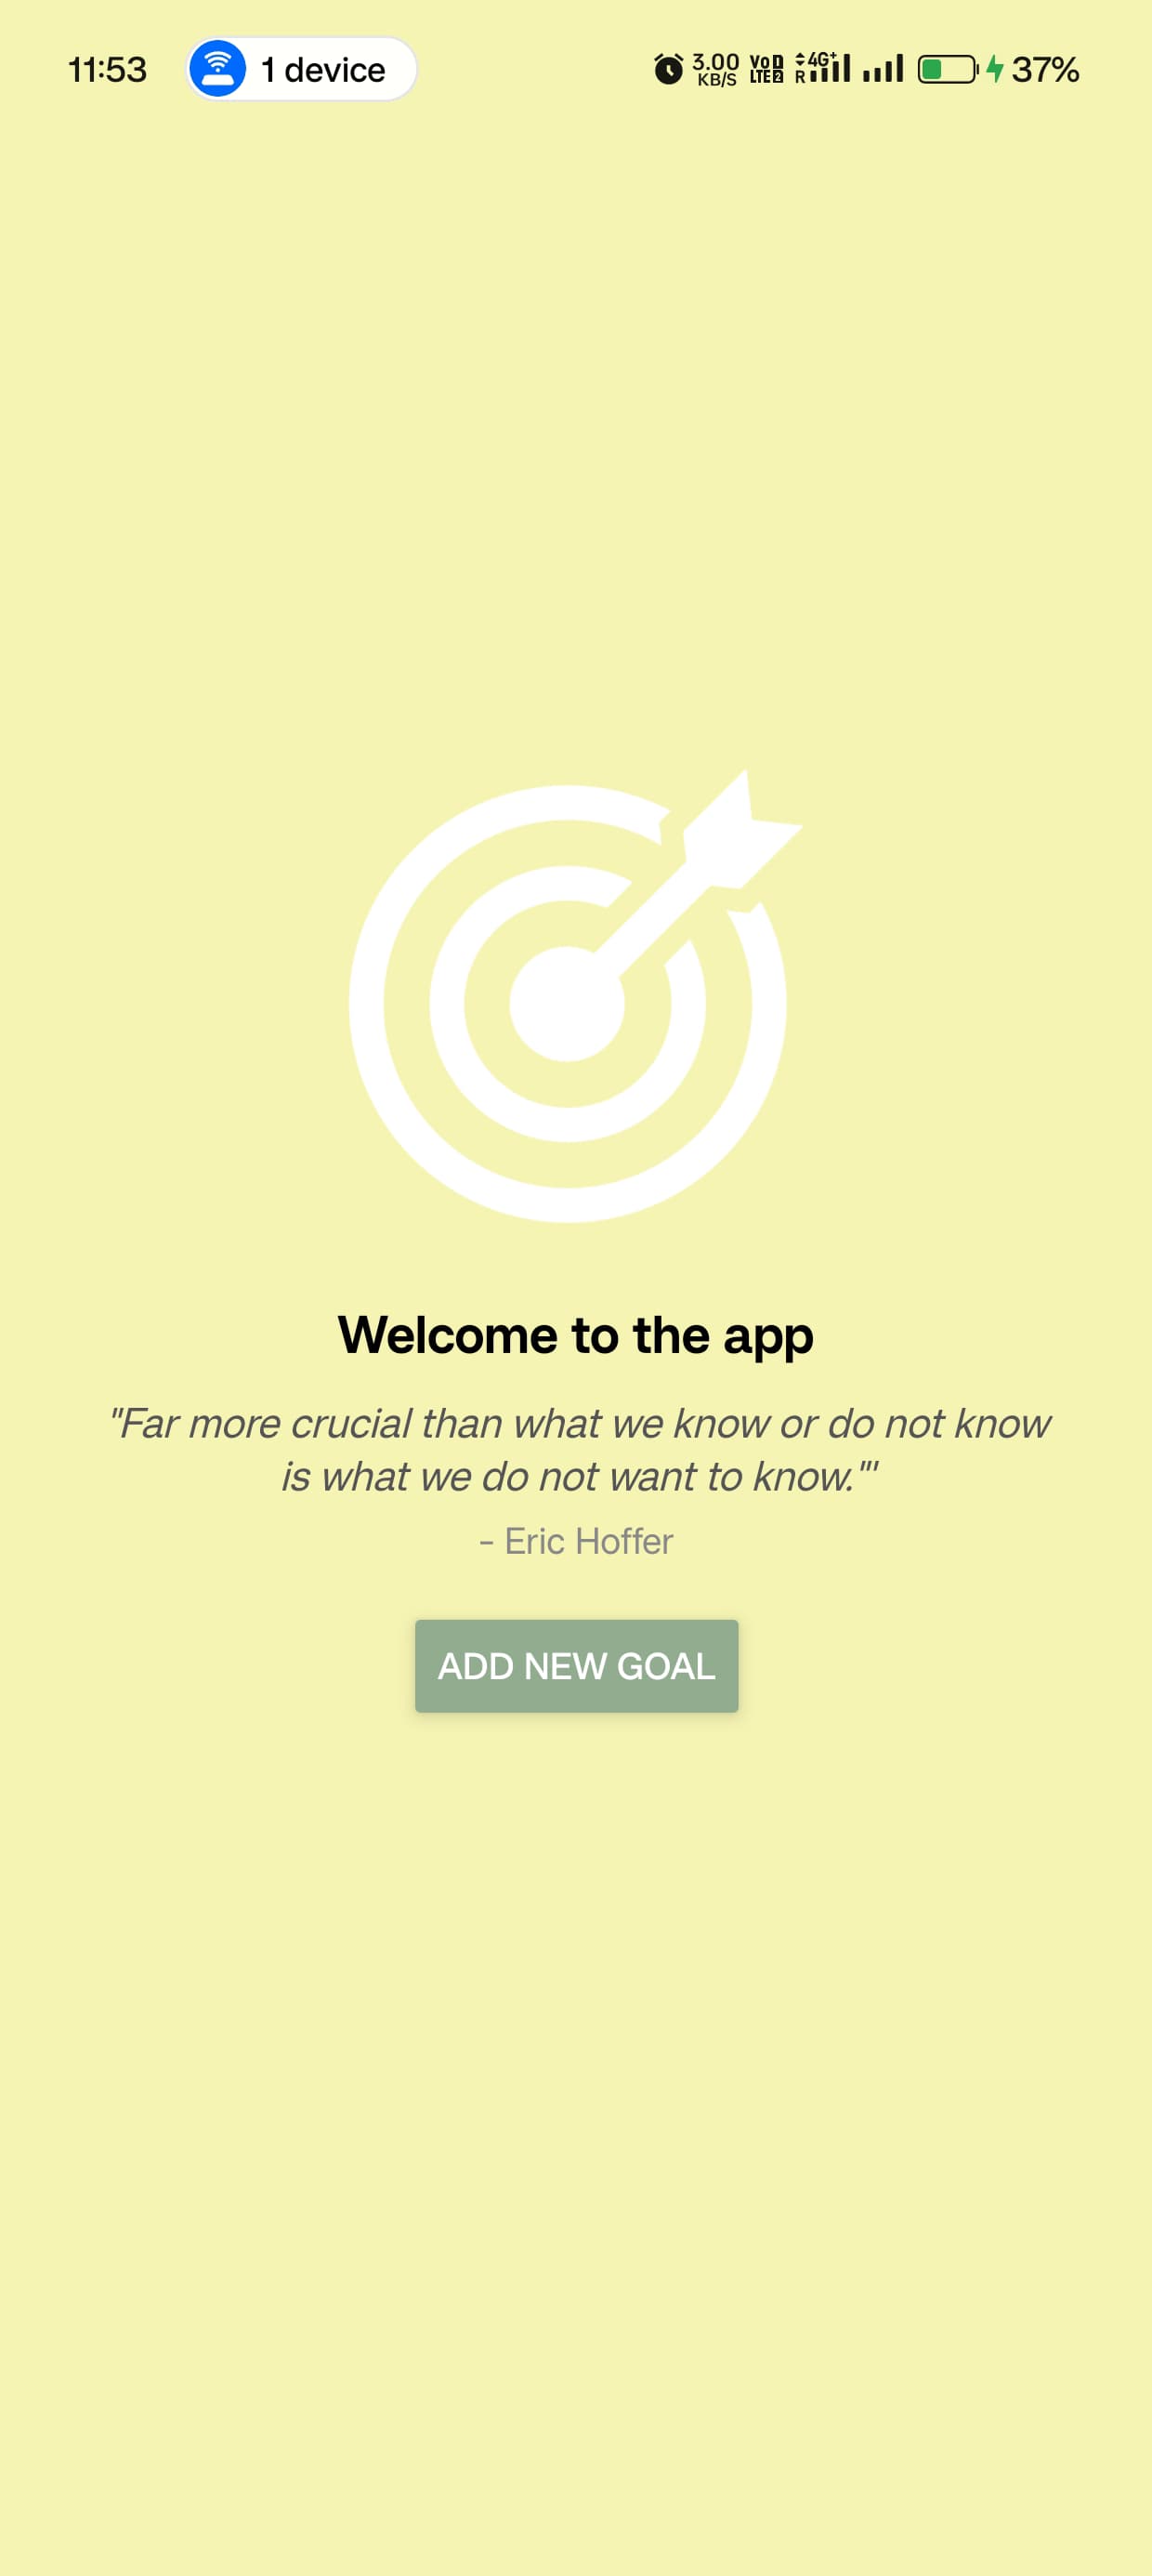 11:53 1 device 3.00 KB/S VoD LTE 2 4G+ R 37%
Welcome to the app
"Far more crucial than what we know or do not know
is what we do not want to know.'"
- Eric Hoffer
ADD NEW GOAL